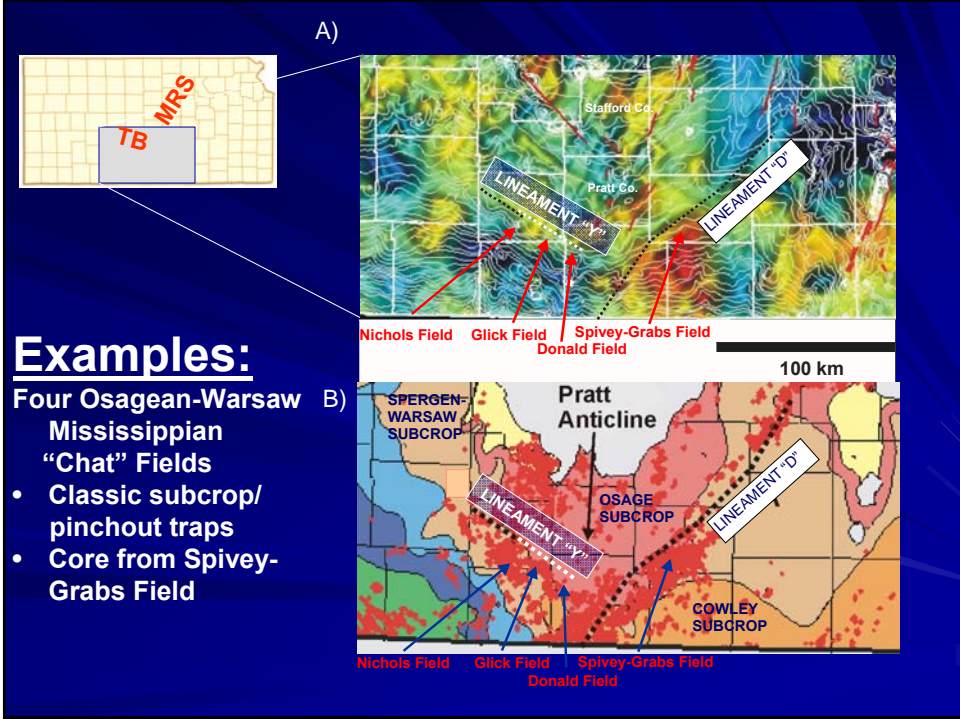 A)
MRS
TB
Stafford Co.
Pratt Co.
LINEAMENT “Y”
LINEAMENT “D”
Nichols Field
Glick Field
Spivey-Grabs Field
Donald Field
100 km
Examples:
Four Osagean-Warsaw
Mississippian
“Chat” Fields
• Classic subcrop/
pinchout traps
• Core from Spivey-
Grabs Field
B)
SPERGEN-
WARSAW
SUBCROP
Pratt
Anticline
OSAGE
SUBCROP
LINEAMENT “Y”
LINEAMENT “D”
COWLEY
SUBCROP
Nichols Field
Glick Field
Spivey-Grabs Field
Donald Field